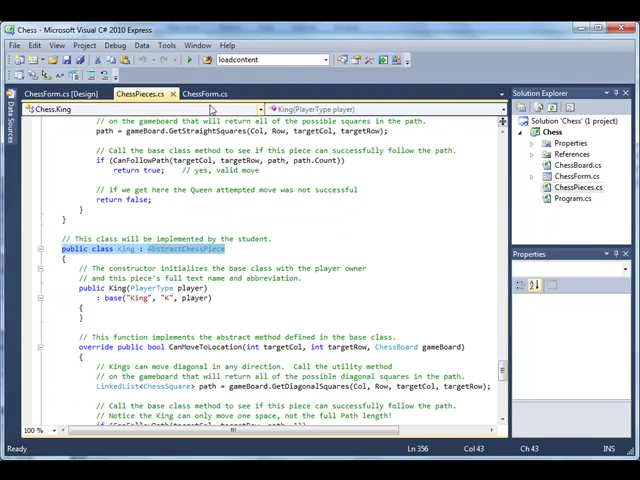 Chess - Microsoft Visual C# 2010 Express
File Edit View Project Debug Data Tools Window Help
loadcontent
ChessForm.cs [Design] ChessPieces.cs ChessForm.cs
Chess.King King(PlayerType player)
Data Sources
// on the gameboard that will return all of the possible squares in the path.
path = gameBoard.GetStraightSquares(Col, Row, targetCol, targetRow);
// Call the base class method to see if this piece can successfully follow the path.
if (CanFollowPath(targetCol, targetRow, path, path.Count))
return true; // yes, valid move
// if we get here the Queen attempted move was not successful
return false;
}
}
// This class will be implemented by the student.
public class King : AbstractChessPiece
{
// The constructor initializes the base class with the player owner
// and this piece's full text name and abbreviation.
public King(PlayerType player)
: base("King", "K", player)
{
}
// This function implements the abstract method defined in the base class.
override public bool CanMoveToLocation(int targetCol, int targetRow, ChessBoard gameBoard)
{
// Kings can move diagonal in any direction. Call the utility method
// on the gameboard that will return all of the possible diagonal squares in the path.
LinkedList<ChessSquare> path = gameBoard.GetDiagonalSquares(Col, Row, targetCol, targetRow);
// Call the base class method to see if this piece can successfully follow the Path.
// Notice the King can only move one space, not the full Path length!
100 %
Solution Explorer
Solution 'Chess' (1 project)
Chess
Properties
References
ChessBoard.cs
ChessForm.cs
ChessPieces.cs
Program.cs
Properties
Ready Ln 356 Col 43 Ch 43 INS